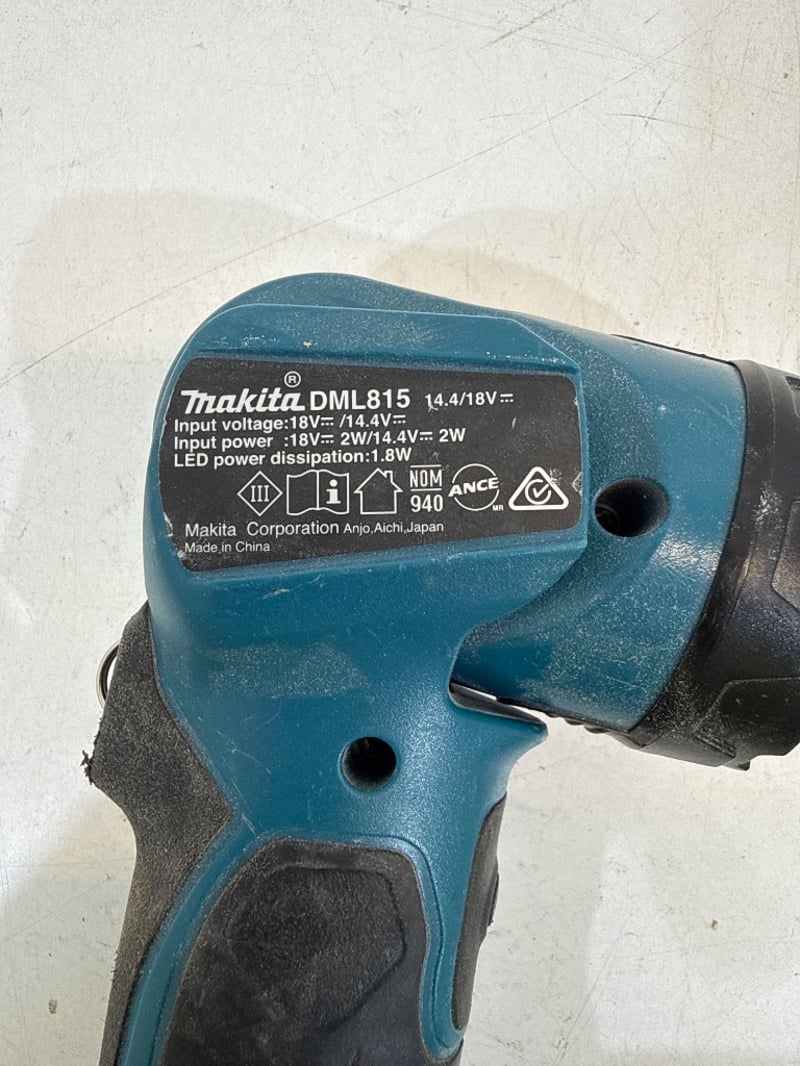 makita® DML815 14.4/18V⎓
Input voltage:18V⎓ /14.4V⎓
Input power :18V⎓ 2W/14.4V⎓ 2W
LED power dissipation:1.8W
III i NOM 940 ANCE MR
Makita Corporation Anjo,Aichi,Japan
Made in China